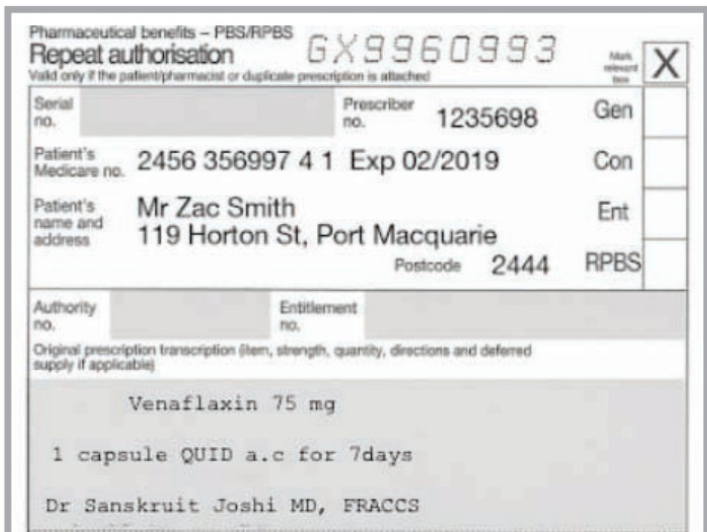 Pharmaceutical benefits – PBS/RPBS
Repeat authorisation
GX9960993
Mark relevant box
X
Valid only if the patient/pharmacist or duplicate prescription is attached
Serial no.
Prescriber no. 1235698
Gen
Patient's Medicare no. 2456 356997 4 1 Exp 02/2019
Con
Patient's name and address
Mr Zac Smith
119 Horton St, Port Macquarie
Ent
Postcode 2444
RPBS
Authority no.
Entitlement no.
Original prescription transcription (item, strength, quantity, directions and deferred
supply if applicable)
Venaflaxin 75 mg
1 capsule QUID a.c for 7days
Dr Sanskruit Joshi MD, FRACCS